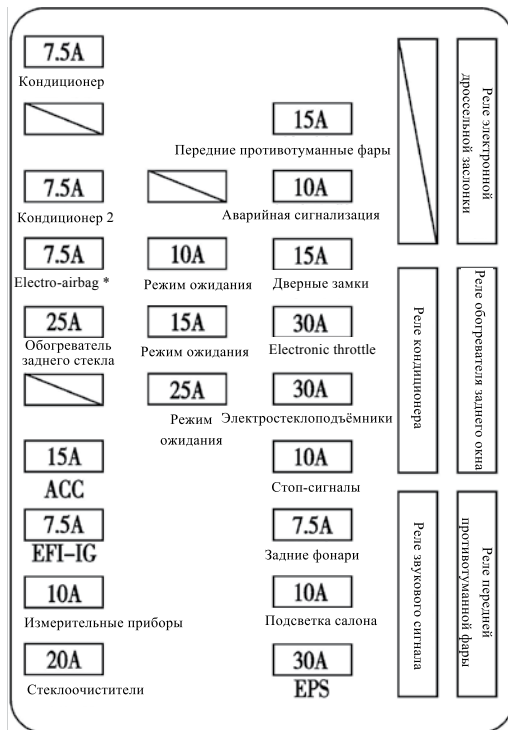 7.5A
Кондиционер
15A
Передние противотуманные фары
7.5A
10A
Кондиционер 2
Аварийная сигнализация
7.5A
10A
15A
Electro-airbag *
Режим ожидания
Дверные замки
25A
15A
30A
Обогреватель
заднего стекла
Режим ожидания
Electronic throttle
25A
30A
Режим
ожидания
Электростеклоподъёмники
15A
10A
ACC
Стоп-сигналы
7.5A
7.5A
EFI-IG
Задние фонари
10A
10A
Измерительные приборы
Подсветка салона
20A
30A
Стеклоочистители
EPS
Реле электронной
дроссельной заслонки
Реле кондиционера
Реле обогревателя заднего окна
Реле звукового сигнала
Реле передней
противотуманной фары